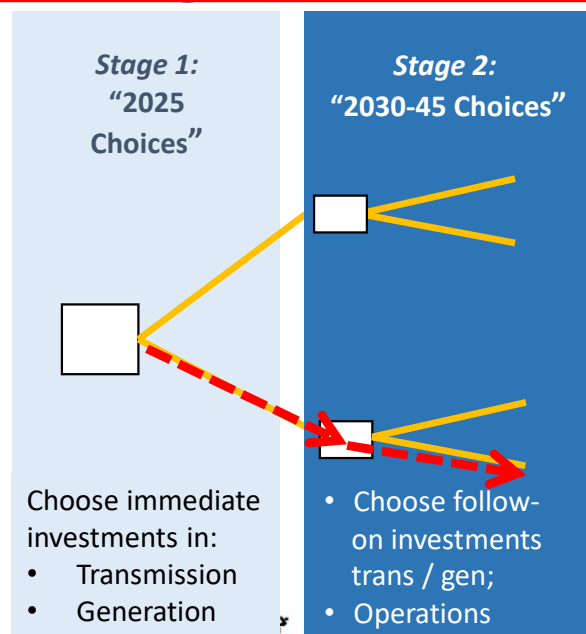 Stage 1:
“2025
Choices”
Stage 2:
“2030-45 Choices”
Choose immediate
investments in:
• Transmission
• Generation
• Choose follow-
on investments
trans / gen;
• Operations